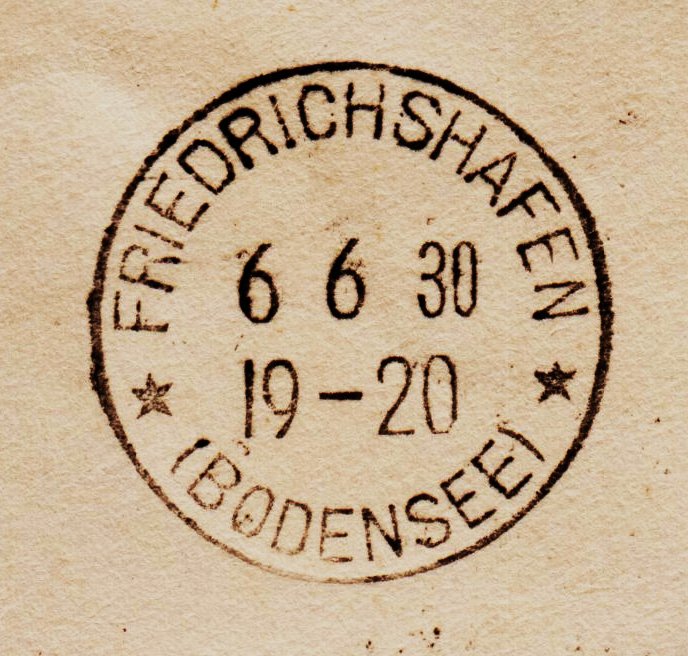 FRIEDRICHSHAFEN
6 6 30
19-20
(BODENSEE)